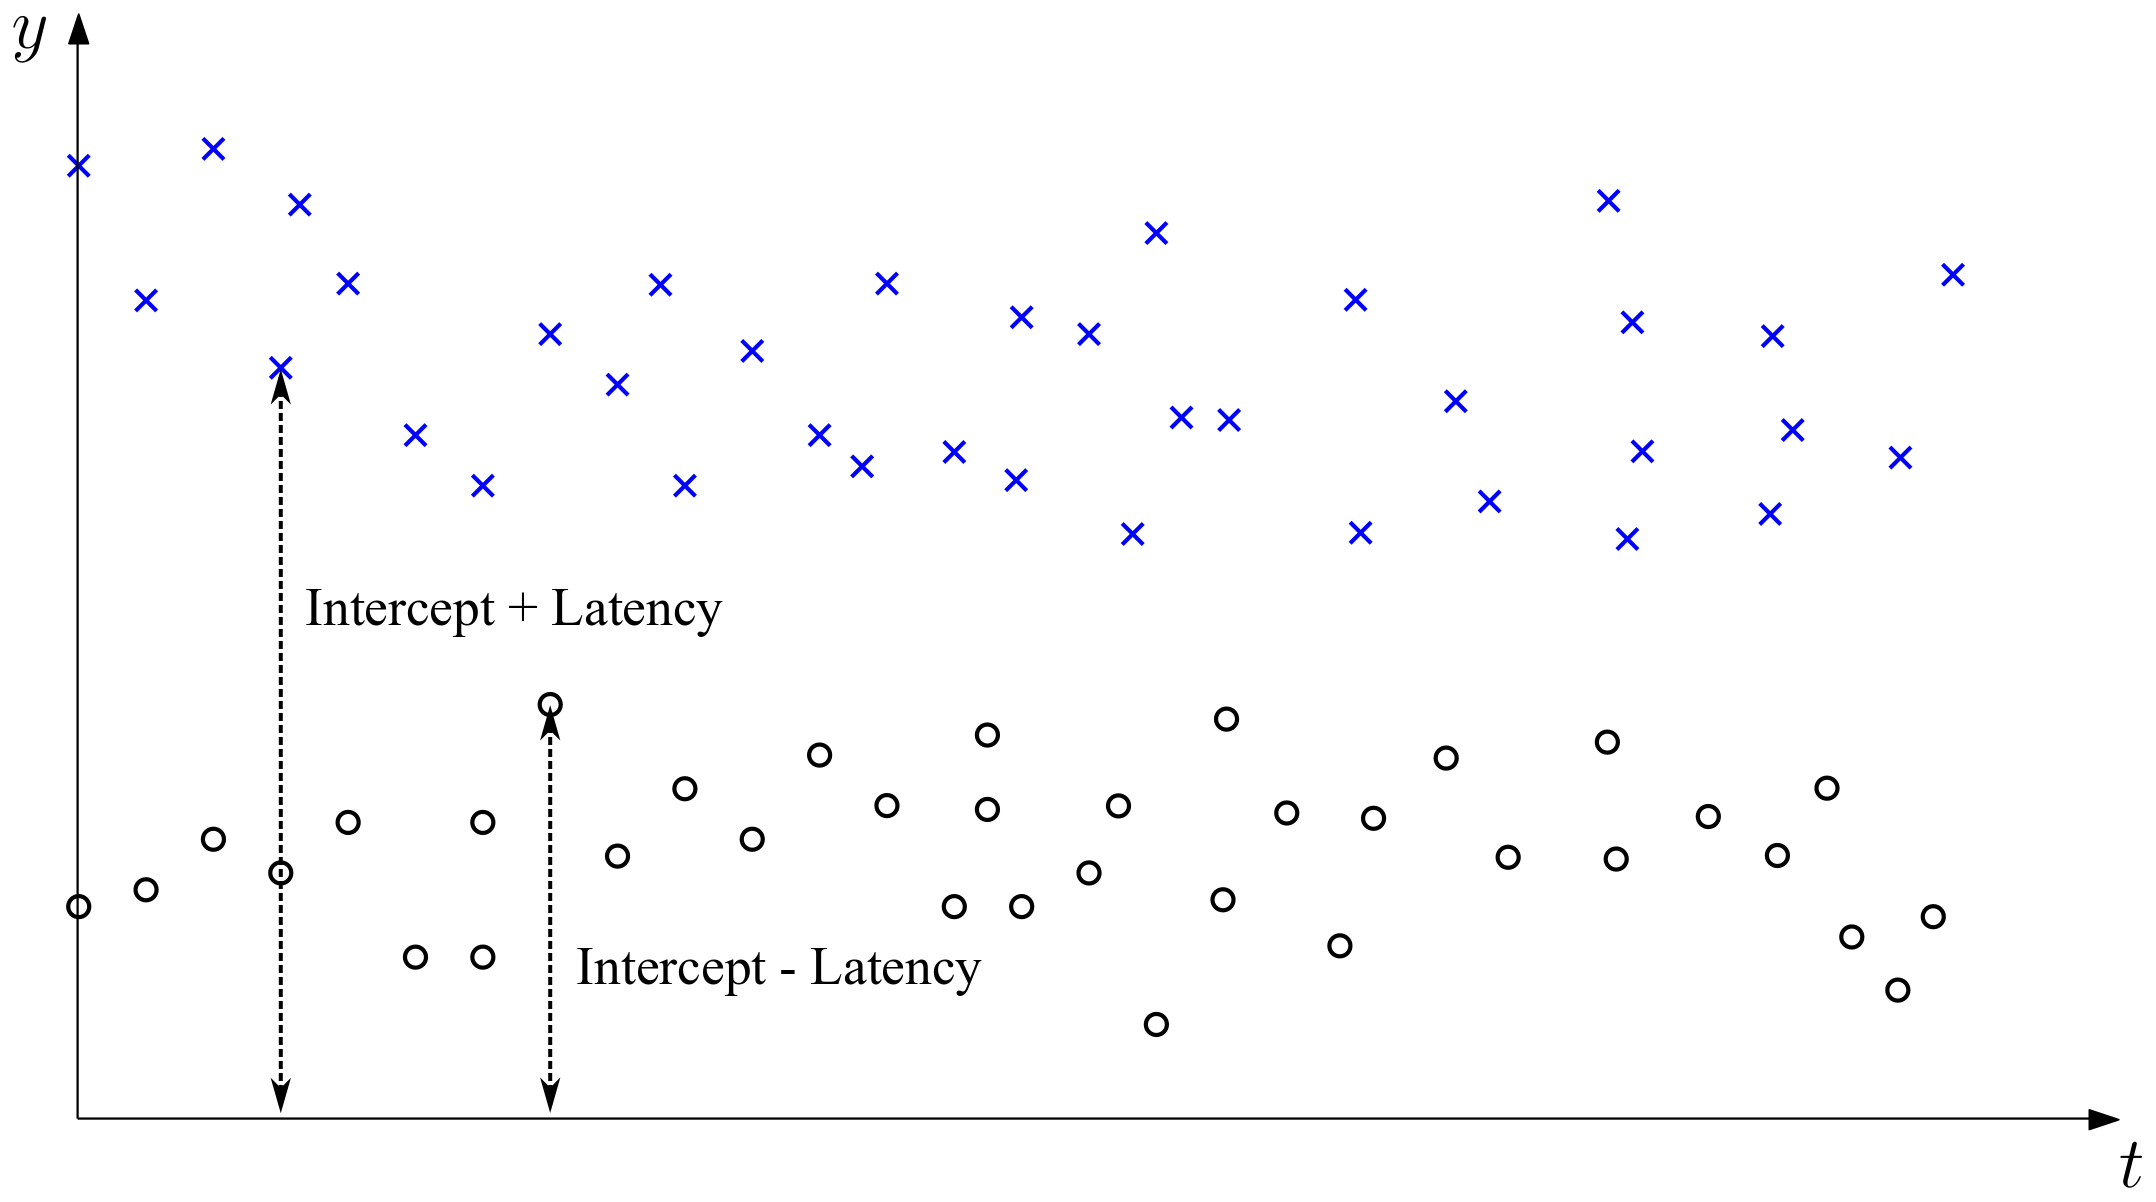 y
Intercept + Latency
Intercept - Latency
t